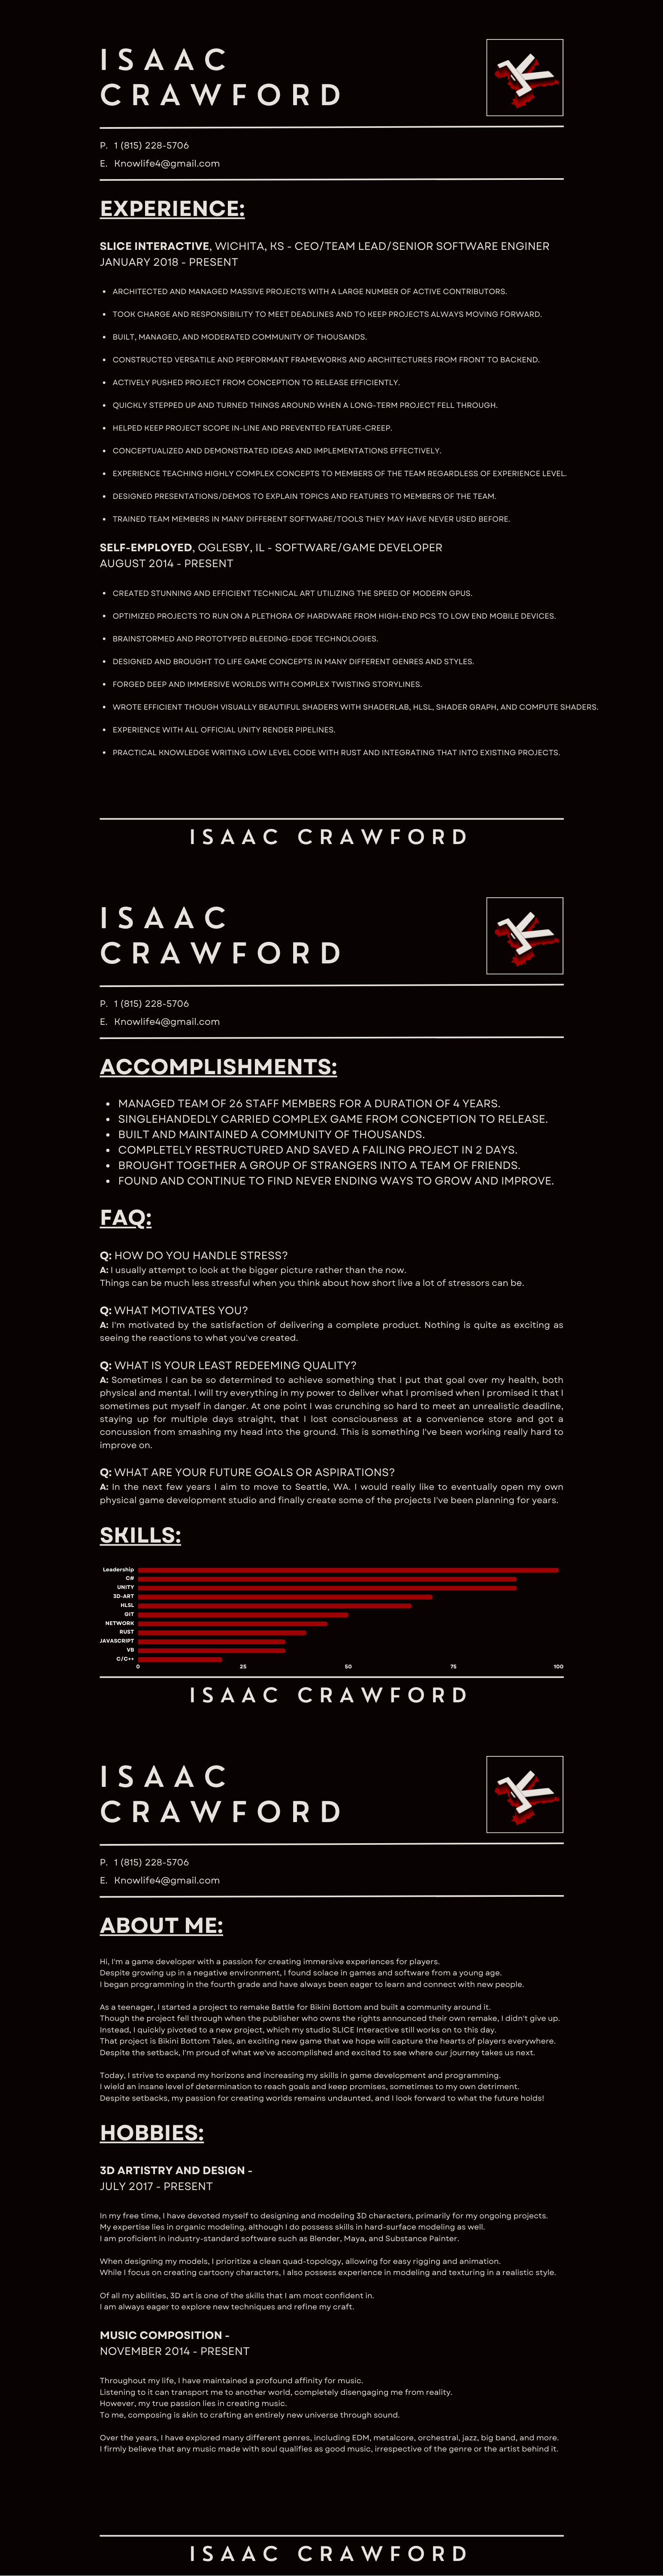 ISAAC
CRAWFORD
P. 1 (815) 228-5706
E. Knowlife4@gmail.com
EXPERIENCE:
SLICE INTERACTIVE, WICHITA, KS - CEO/TEAM LEAD/SENIOR SOFTWARE ENGINER
JANUARY 2018 - PRESENT
• ARCHITECTED AND MANAGED MASSIVE PROJECTS WITH A LARGE NUMBER OF ACTIVE CONTRIBUTORS.
• TOOK CHARGE AND RESPONSIBILITY TO MEET DEADLINES AND TO KEEP PROJECTS ALWAYS MOVING FORWARD.
• BUILT, MANAGED, AND MODERATED COMMUNITY OF THOUSANDS.
• CONSTRUCTED VERSATILE AND PERFORMANT FRAMEWORKS AND ARCHITECTURES FROM FRONT TO BACKEND.
• ACTIVELY PUSHED PROJECT FROM CONCEPTION TO RELEASE EFFICIENTLY.
• QUICKLY STEPPED UP AND TURNED THINGS AROUND WHEN A LONG-TERM PROJECT FELL THROUGH.
• HELPED KEEP PROJECT SCOPE IN-LINE AND PREVENTED FEATURE-CREEP.
• CONCEPTUALIZED AND DEMONSTRATED IDEAS AND IMPLEMENTATIONS EFFECTIVELY.
• EXPERIENCE TEACHING HIGHLY COMPLEX CONCEPTS TO MEMBERS OF THE TEAM REGARDLESS OF EXPERIENCE LEVEL.
• DESIGNED PRESENTATIONS/DEMOS TO EXPLAIN TOPICS AND FEATURES TO MEMBERS OF THE TEAM.
• TRAINED TEAM MEMBERS IN MANY DIFFERENT SOFTWARE/TOOLS THEY MAY HAVE NEVER USED BEFORE.
SELF-EMPLOYED, OGLESBY, IL - SOFTWARE/GAME DEVELOPER
AUGUST 2014 - PRESENT
• CREATED STUNNING AND EFFICIENT TECHNICAL ART UTILIZING THE SPEED OF MODERN GPUS.
• OPTIMIZED PROJECTS TO RUN ON A PLETHORA OF HARDWARE FROM HIGH-END PCS TO LOW END MOBILE DEVICES.
• BRAINSTORMED AND PROTOTYPED BLEEDING-EDGE TECHNOLOGIES.
• DESIGNED AND BROUGHT TO LIFE GAME CONCEPTS IN MANY DIFFERENT GENRES AND STYLES.
• FORGED DEEP AND IMMERSIVE WORLDS WITH COMPLEX TWISTING STORYLINES.
• WROTE EFFICIENT THOUGH VISUALLY BEAUTIFUL SHADERS WITH SHADERLAB, HLSL, SHADER GRAPH, AND COMPUTE SHADERS.
• EXPERIENCE WITH ALL OFFICIAL UNITY RENDER PIPELINES.
• PRACTICAL KNOWLEDGE WRITING LOW LEVEL CODE WITH RUST AND INTEGRATING THAT INTO EXISTING PROJECTS.
ISAAC CRAWFORD
ISAAC
CRAWFORD
P. 1 (815) 228-5706
E. Knowlife4@gmail.com
ACCOMPLISHMENTS:
• MANAGED TEAM OF 26 STAFF MEMBERS FOR A DURATION OF 4 YEARS.
• SINGLEHANDEDLY CARRIED COMPLEX GAME FROM CONCEPTION TO RELEASE.
• BUILT AND MAINTAINED A COMMUNITY OF THOUSANDS.
• COMPLETELY RESTRUCTURED AND SAVED A FAILING PROJECT IN 2 DAYS.
• BROUGHT TOGETHER A GROUP OF STRANGERS INTO A TEAM OF FRIENDS.
• FOUND AND CONTINUE TO FIND NEVER ENDING WAYS TO GROW AND IMPROVE.
FAQ:
Q: HOW DO YOU HANDLE STRESS?
A: I usually attempt to look at the bigger picture rather than the now.
Things can be much less stressful when you think about how short live a lot of stressors can be.
Q: WHAT MOTIVATES YOU?
A: I'm motivated by the satisfaction of delivering a complete product. Nothing is quite as exciting as
seeing the reactions to what you've created.
Q: WHAT IS YOUR LEAST REDEEMING QUALITY?
A: Sometimes I can be so determined to achieve something that I put that goal over my health, both
physical and mental. I will try everything in my power to deliver what I promised when I promised it that I
sometimes put myself in danger. At one point I was crunching so hard to meet an unrealistic deadline,
staying up for multiple days straight, that I lost consciousness at a convenience store and got a
concussion from smashing my head into the ground. This is something I've been working really hard to
improve on.
Q: WHAT ARE YOUR FUTURE GOALS OR ASPIRATIONS?
A: In the next few years I aim to move to Seattle, WA. I would really like to eventually open my own
physical game development studio and finally create some of the projects I've been planning for years.
SKILLS:
Leadership
C#
UNITY
3D-ART
HLSL
GIT
NETWORK
RUST
JAVASCRIPT
VB
C/C++
0 25 50 75 100
ISAAC CRAWFORD
ISAAC
CRAWFORD
P. 1 (815) 228-5706
E. Knowlife4@gmail.com
ABOUT ME:
Hi, I'm a game developer with a passion for creating immersive experiences for players.
Despite growing up in a negative environment, I found solace in games and software from a young age.
I began programming in the fourth grade and have always been eager to learn and connect with new people.
As a teenager, I started a project to remake Battle for Bikini Bottom and built a community around it.
Though the project fell through when the publisher who owns the rights announced their own remake, I didn't give up.
Instead, I quickly pivoted to a new project, which my studio SLICE Interactive still works on to this day.
That project is Bikini Bottom Tales, an exciting new game that we hope will capture the hearts of players everywhere.
Despite the setback, I'm proud of what we've accomplished and excited to see where our journey takes us next.
Today, I strive to expand my horizons and increasing my skills in game development and programming.
I wield an insane level of determination to reach goals and keep promises, sometimes to my own detriment.
Despite setbacks, my passion for creating worlds remains undaunted, and I look forward to what the future holds!
HOBBIES:
3D ARTISTRY AND DESIGN -
JULY 2017 - PRESENT
In my free time, I have devoted myself to designing and modeling 3D characters, primarily for my ongoing projects.
My expertise lies in organic modeling, although I do possess skills in hard-surface modeling as well.
I am proficient in industry-standard software such as Blender, Maya, and Substance Painter.
When designing my models, I prioritize a clean quad-topology, allowing for easy rigging and animation.
While I focus on creating cartoony characters, I also possess experience in modeling and texturing in a realistic style.
Of all my abilities, 3D art is one of the skills that I am most confident in.
I am always eager to explore new techniques and refine my craft.
MUSIC COMPOSITION -
NOVEMBER 2014 - PRESENT
Throughout my life, I have maintained a profound affinity for music.
Listening to it can transport me to another world, completely disengaging me from reality.
However, my true passion lies in creating music.
To me, composing is akin to crafting an entirely new universe through sound.
Over the years, I have explored many different genres, including EDM, metalcore, orchestral, jazz, big band, and more.
I firmly believe that any music made with soul qualifies as good music, irrespective of the genre or the artist behind it.
ISAAC CRAWFORD